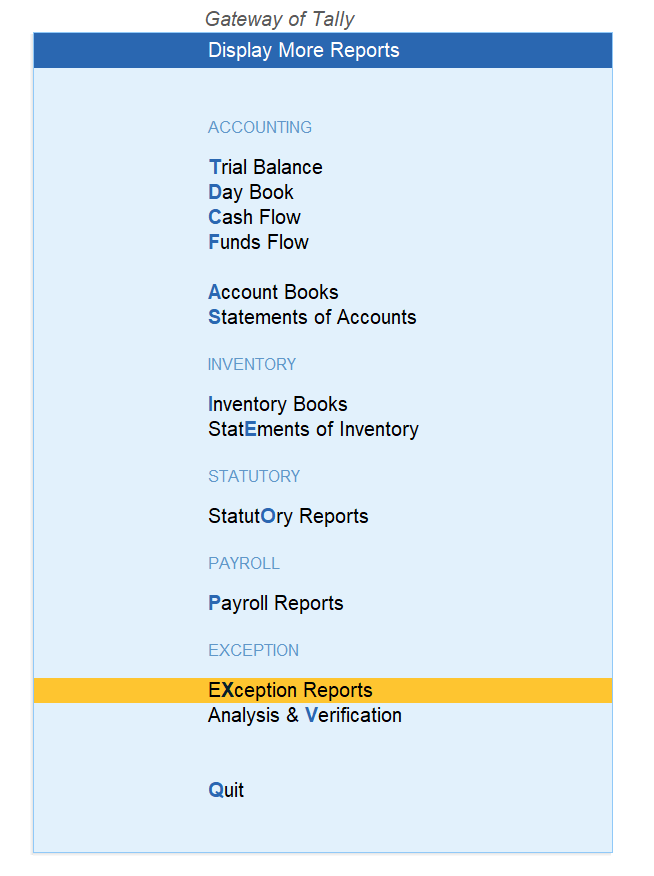 Gateway of Tally
Display More Reports
ACCOUNTING
Trial Balance
Day Book
Cash Flow
Funds Flow
Account Books
Statements of Accounts
INVENTORY
Inventory Books
StatEments of Inventory
STATUTORY
StatutOry Reports
PAYROLL
Payroll Reports
EXCEPTION
EXception Reports
Analysis & Verification
Quit